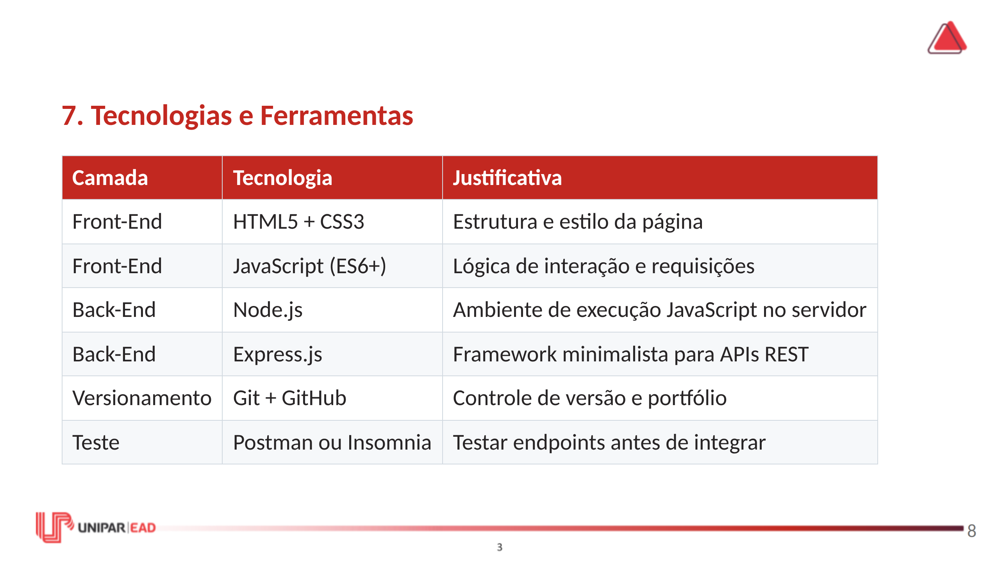 7. Tecnologias e Ferramentas
Camada Tecnologia Justificativa
Front-End HTML5 + CSS3 Estrutura e estilo da página
Front-End JavaScript (ES6+) Lógica de interação e requisições
Back-End Node.js Ambiente de execução JavaScript no servidor
Back-End Express.js Framework minimalista para APIs REST
Versionamento Git + GitHub Controle de versão e portfólio
Teste Postman ou Insomnia Testar endpoints antes de integrar
UNIPAR|EAD 8
3